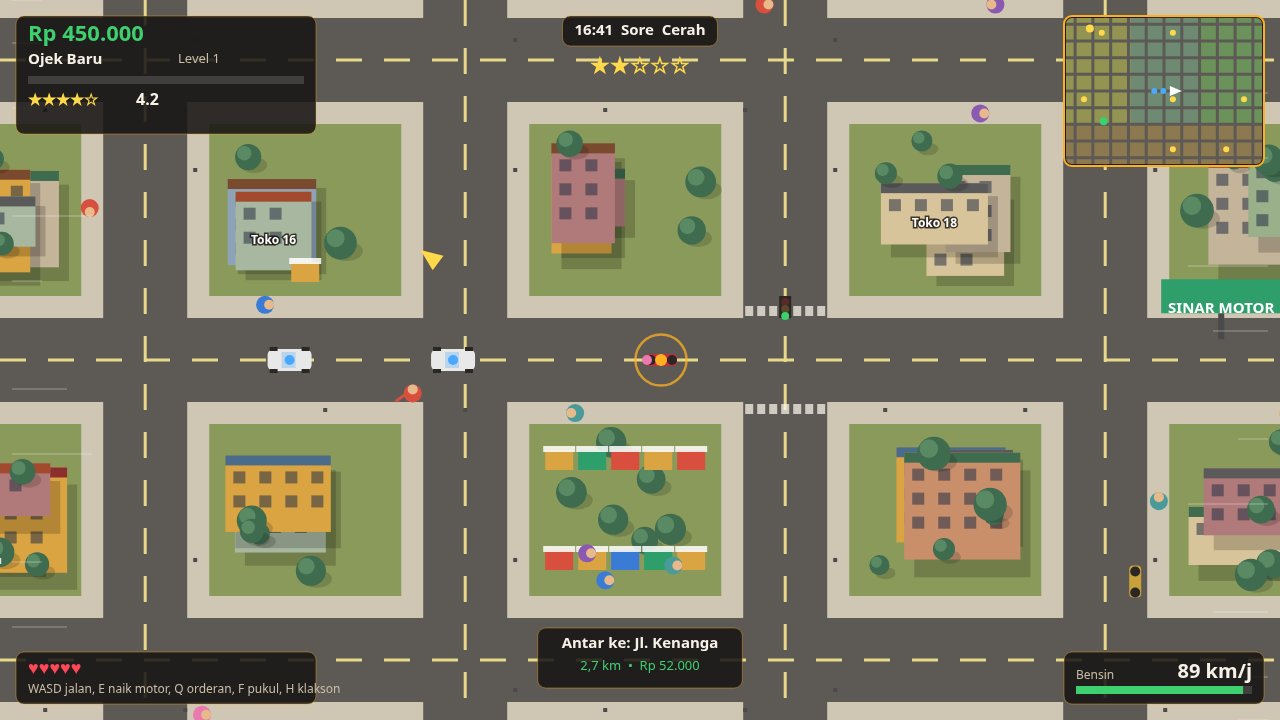 Rp 450.000
Ojek Baru Level 1
★★★★☆ 4.2
16:41 Sore Cerah
★★☆☆☆
Toko 16
Toko 18
SINAR MOTOR
Antar ke: Jl. Kenanga
2,7 km • Rp 52.000
♥♥♥♥♥
WASD jalan, E naik motor, Q orderan, F pukul, H klakson
Bensin 89 km/j